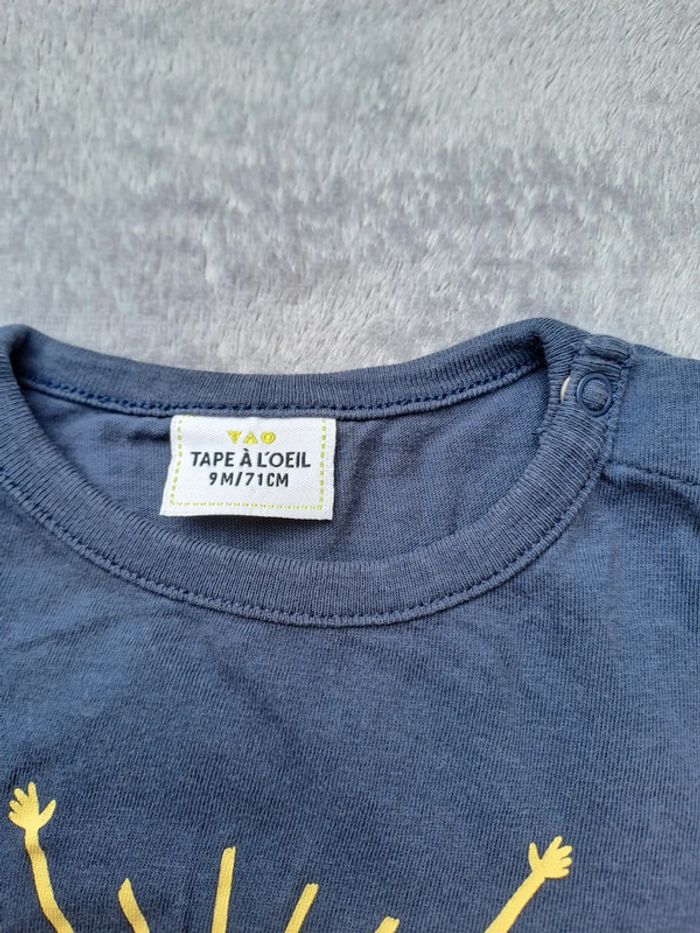 TAO
TAPE À L'OEIL
9M/71CM